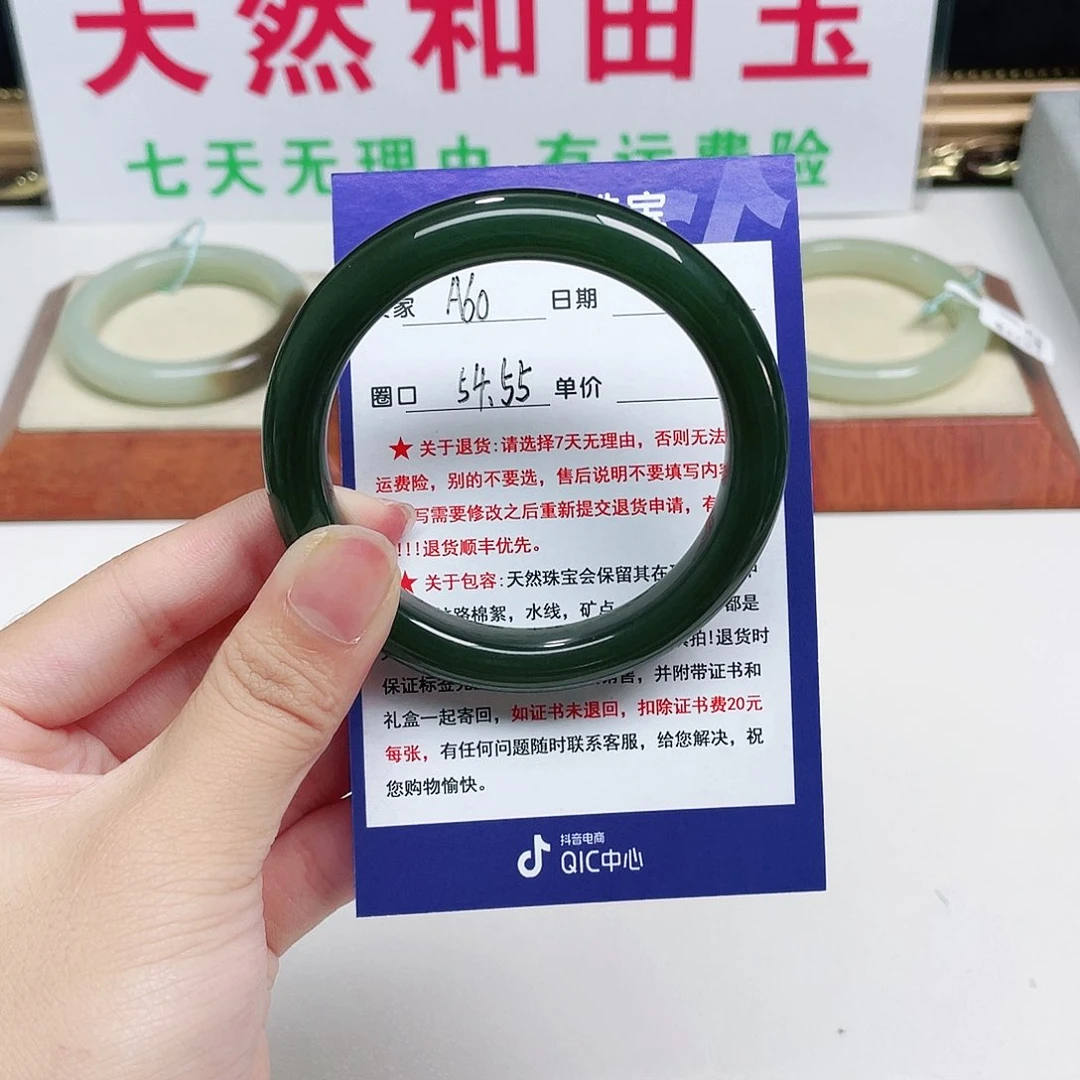 天然和田玉
七天无理由 有运费险
宝
家 A60 日期
圈口 54.55 单价
★ 关于退货:请选择7天无理由，否则无法
运费险，别的不要选，售后说明不要填写内容
写需要修改之后重新提交退货申请，有
!!!退货顺丰优先。
★ 关于包容:天然珠宝会保留其在
路棉絮，水线，矿点 都是
拍!退货时
保证标签 销售，并附带证书和
礼盒一起寄回，如证书未退回，扣除证书费20元
每张，有任何问题随时联系客服，给您解决，祝
您购物愉快。
抖音电商
QIC中心